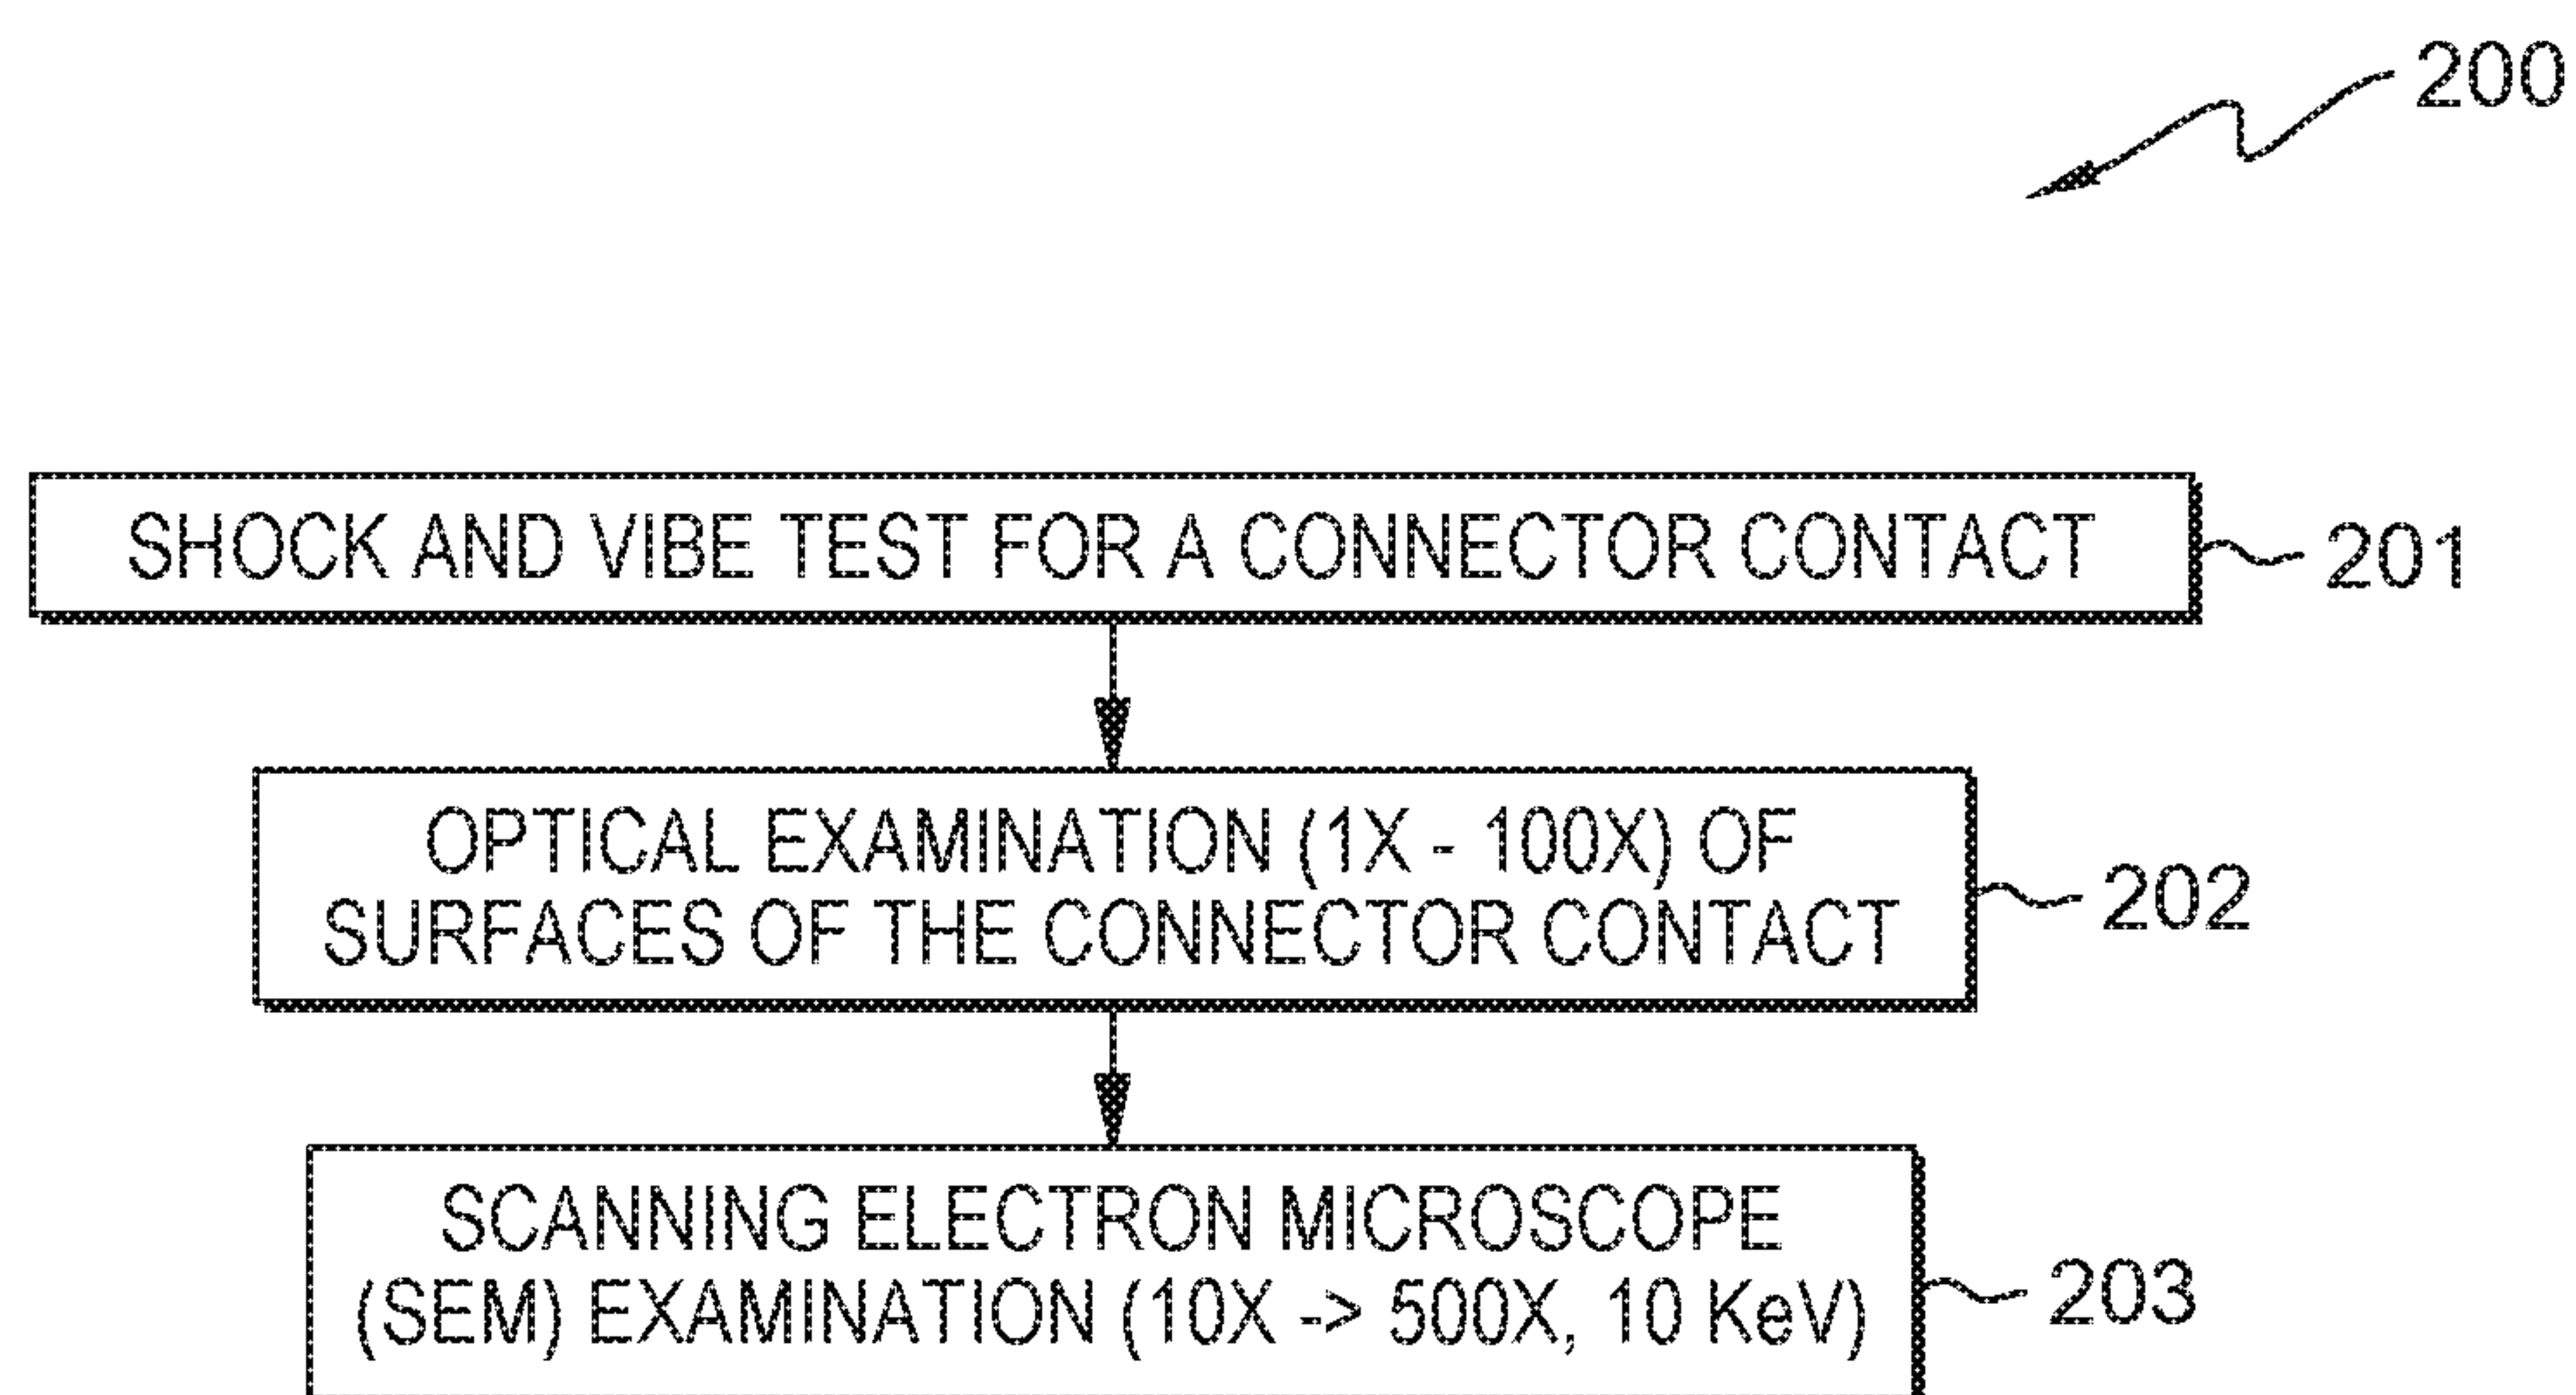 200
SHOCK AND VIBE TEST FOR A CONNECTOR CONTACT
201
OPTICAL EXAMINATION (1X - 100X) OF
SURFACES OF THE CONNECTOR CONTACT
202
SCANNING ELECTRON MICROSCOPE
(SEM) EXAMINATION (10X -> 500X, 10 KeV)
203